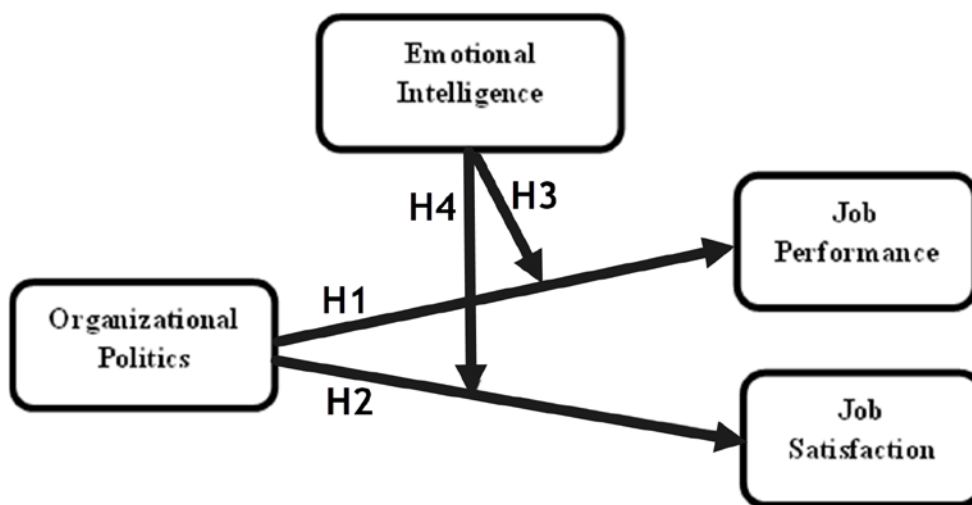 Emotional
Intelligence
H4
H3
Job
Performance
H1
Organizational
Politics
H2
Job
Satisfaction